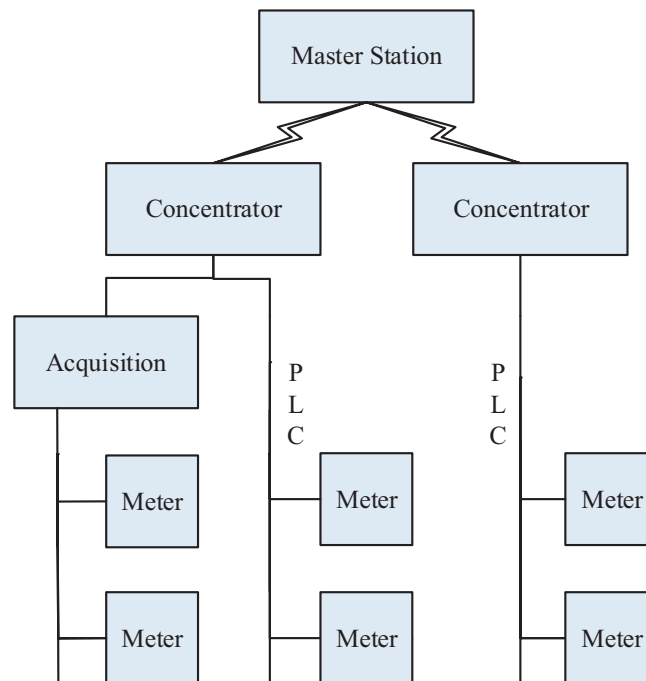 Master Station
Concentrator
Concentrator
Acquisition
P
L
C
P
L
C
Meter
Meter
Meter
Meter
Meter
Meter